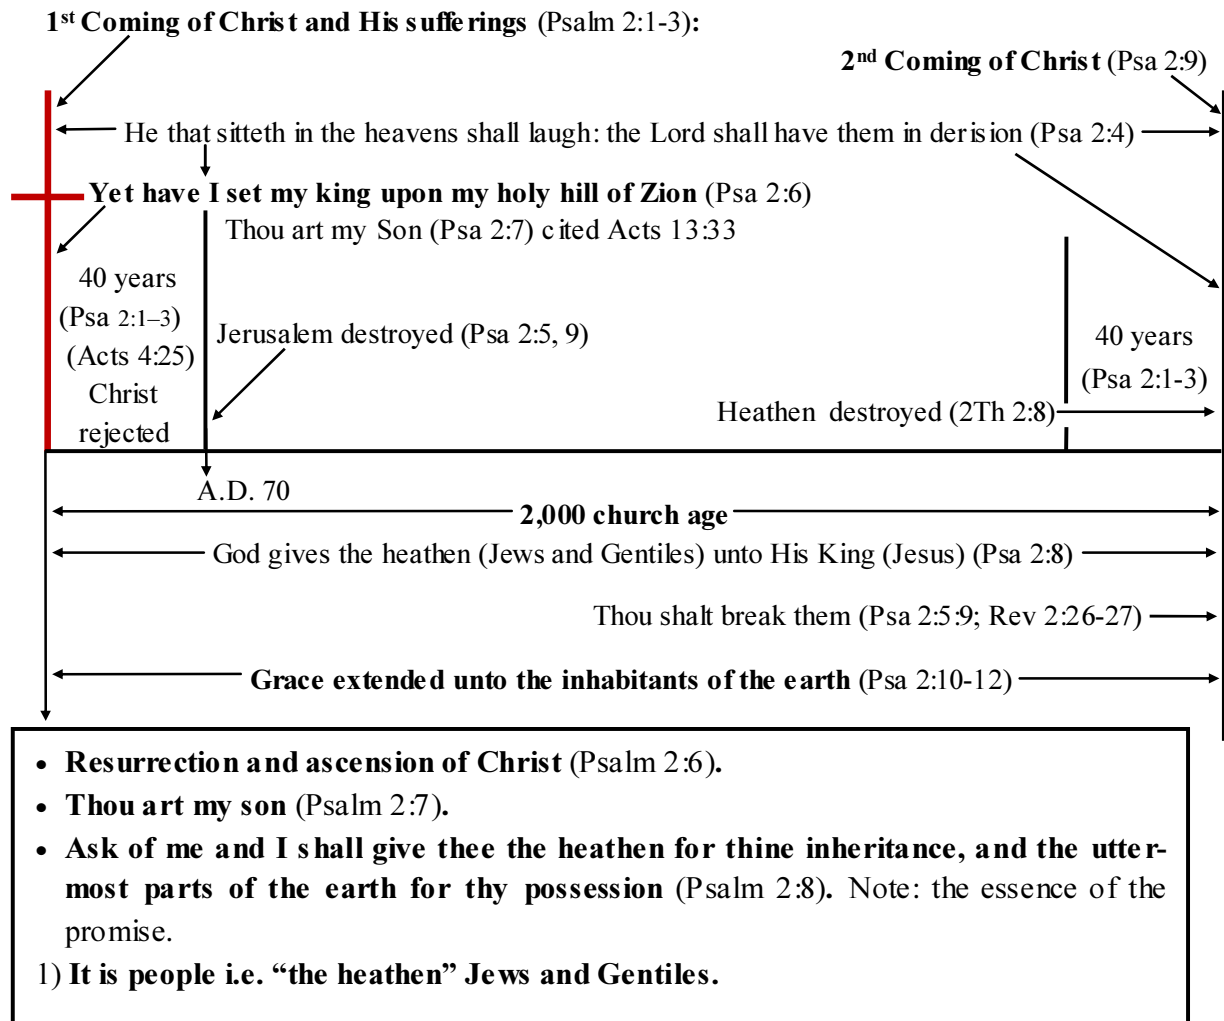 1st Coming of Christ and His sufferings (Psalm 2:1-3):
2nd Coming of Christ (Psa 2:9)
He that sitteth in the heavens shall laugh: the Lord shall have them in derision (Psa 2:4)
Yet have I set my king upon my holy hill of Zion (Psa 2:6)
Thou art my Son (Psa 2:7) cited Acts 13:33
40 years
(Psa 2:1–3)
(Acts 4:25)
Christ
rejected
Jerusalem destroyed (Psa 2:5, 9)
40 years
(Psa 2:1-3)
Heathen destroyed (2Th 2:8)
A.D. 70
2,000 church age
God gives the heathen (Jews and Gentiles) unto His King (Jesus) (Psa 2:8)
Thou shalt break them (Psa 2:5:9; Rev 2:26-27)
Grace extended unto the inhabitants of the earth (Psa 2:10-12)
• Resurrection and ascension of Christ (Psalm 2:6).
• Thou art my son (Psalm 2:7).
• Ask of me and I shall give thee the heathen for thine inheritance, and the utter-
most parts of the earth for thy possession (Psalm 2:8). Note: the essence of the
promise.
1) It is people i.e. “the heathen” Jews and Gentiles.